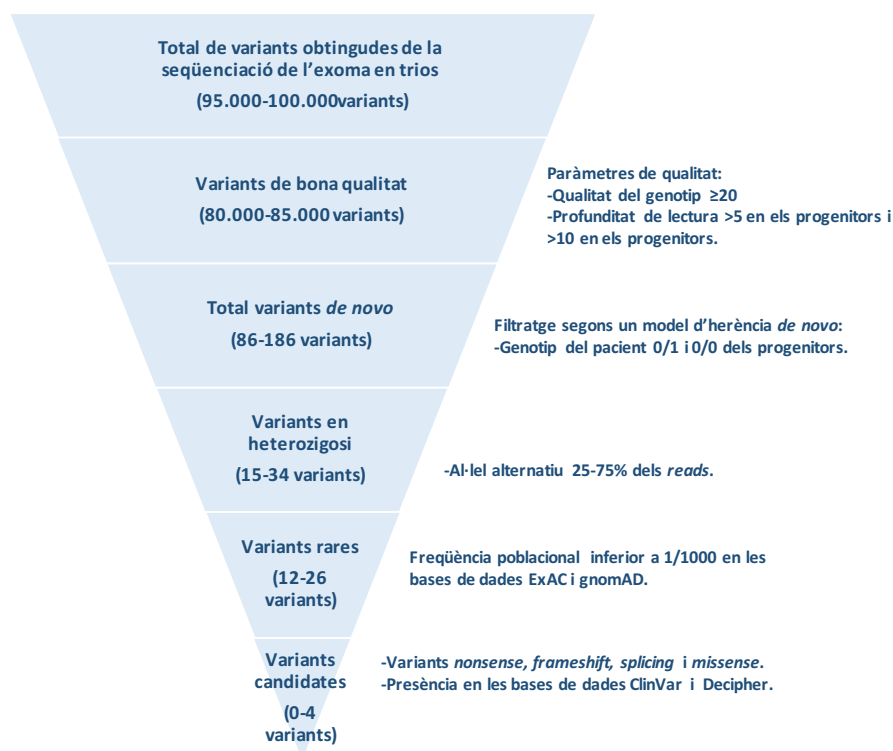 Total de variants obtingudes de la
seqüenciació de l'exoma en trios
(95.000-100.000variants)
Variants de bona qualitat
(80.000-85.000 variants)
Paràmetres de qualitat:
-Qualitat del genotip ≥20
-Profunditat de lectura >5 en els progenitors i
>10 en els progenitors.
Total variants de novo
(86-186 variants)
Filtratge segons un model d'herència de novo:
-Genotip del pacient 0/1 i 0/0 dels progenitors.
Variants en
heterozigosi
(15-34 variants)
-Al·lel alternatiu 25-75% dels reads.
Variants rares
(12-26
variants)
Freqüència poblacional inferior a 1/1000 en les
bases de dades ExAC i gnomAD.
Variants
candidates
(0-4
variants)
-Variants nonsense, frameshift, splicing i missense.
-Presència en les bases de dades ClinVar i Decipher.